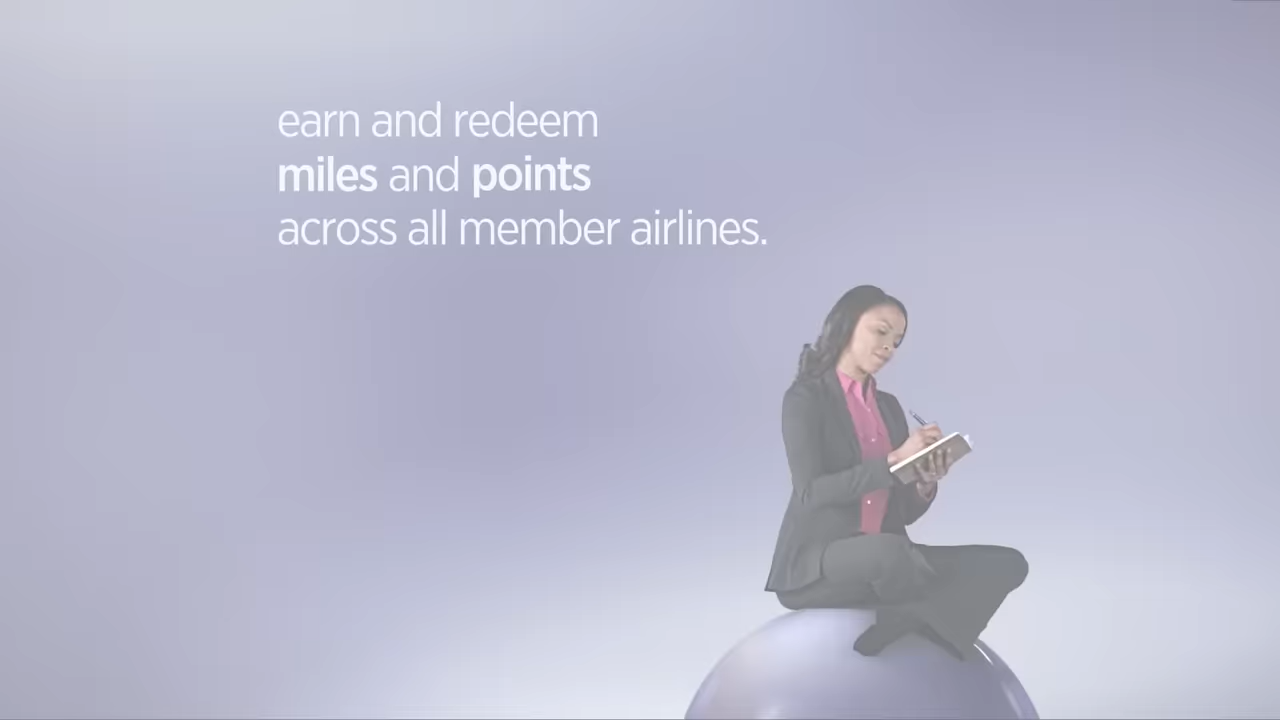 earn and redeem
miles and points
across all member airlines.